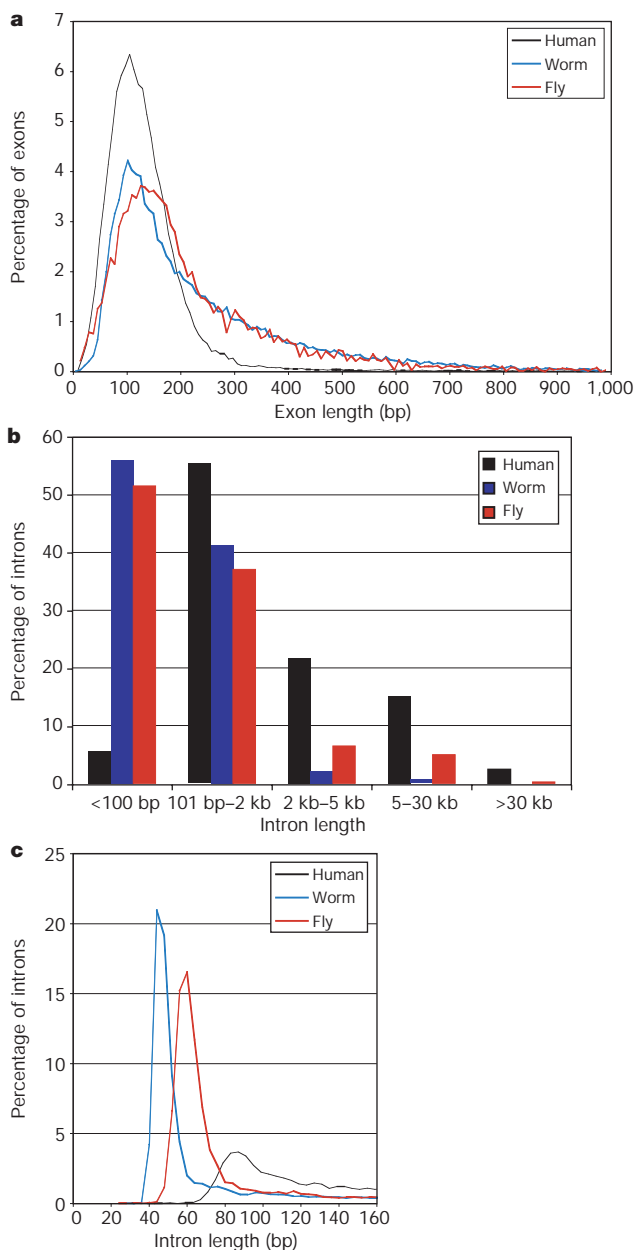 a
7
6
5
4
3
2
1
0
Percentage of exons
Human
Worm
Fly
0 100 200 300 400 500 600 700 800 900 1,000
Exon length (bp)
b
60
50
40
30
20
10
0
Percentage of introns
Human
Worm
Fly
<100 bp 101 bp–2 kb 2 kb–5 kb 5–30 kb >30 kb
Intron length
c
25
20
15
10
5
0
Percentage of introns
Human
Worm
Fly
0 20 40 60 80 100 120 140 160
Intron length (bp)